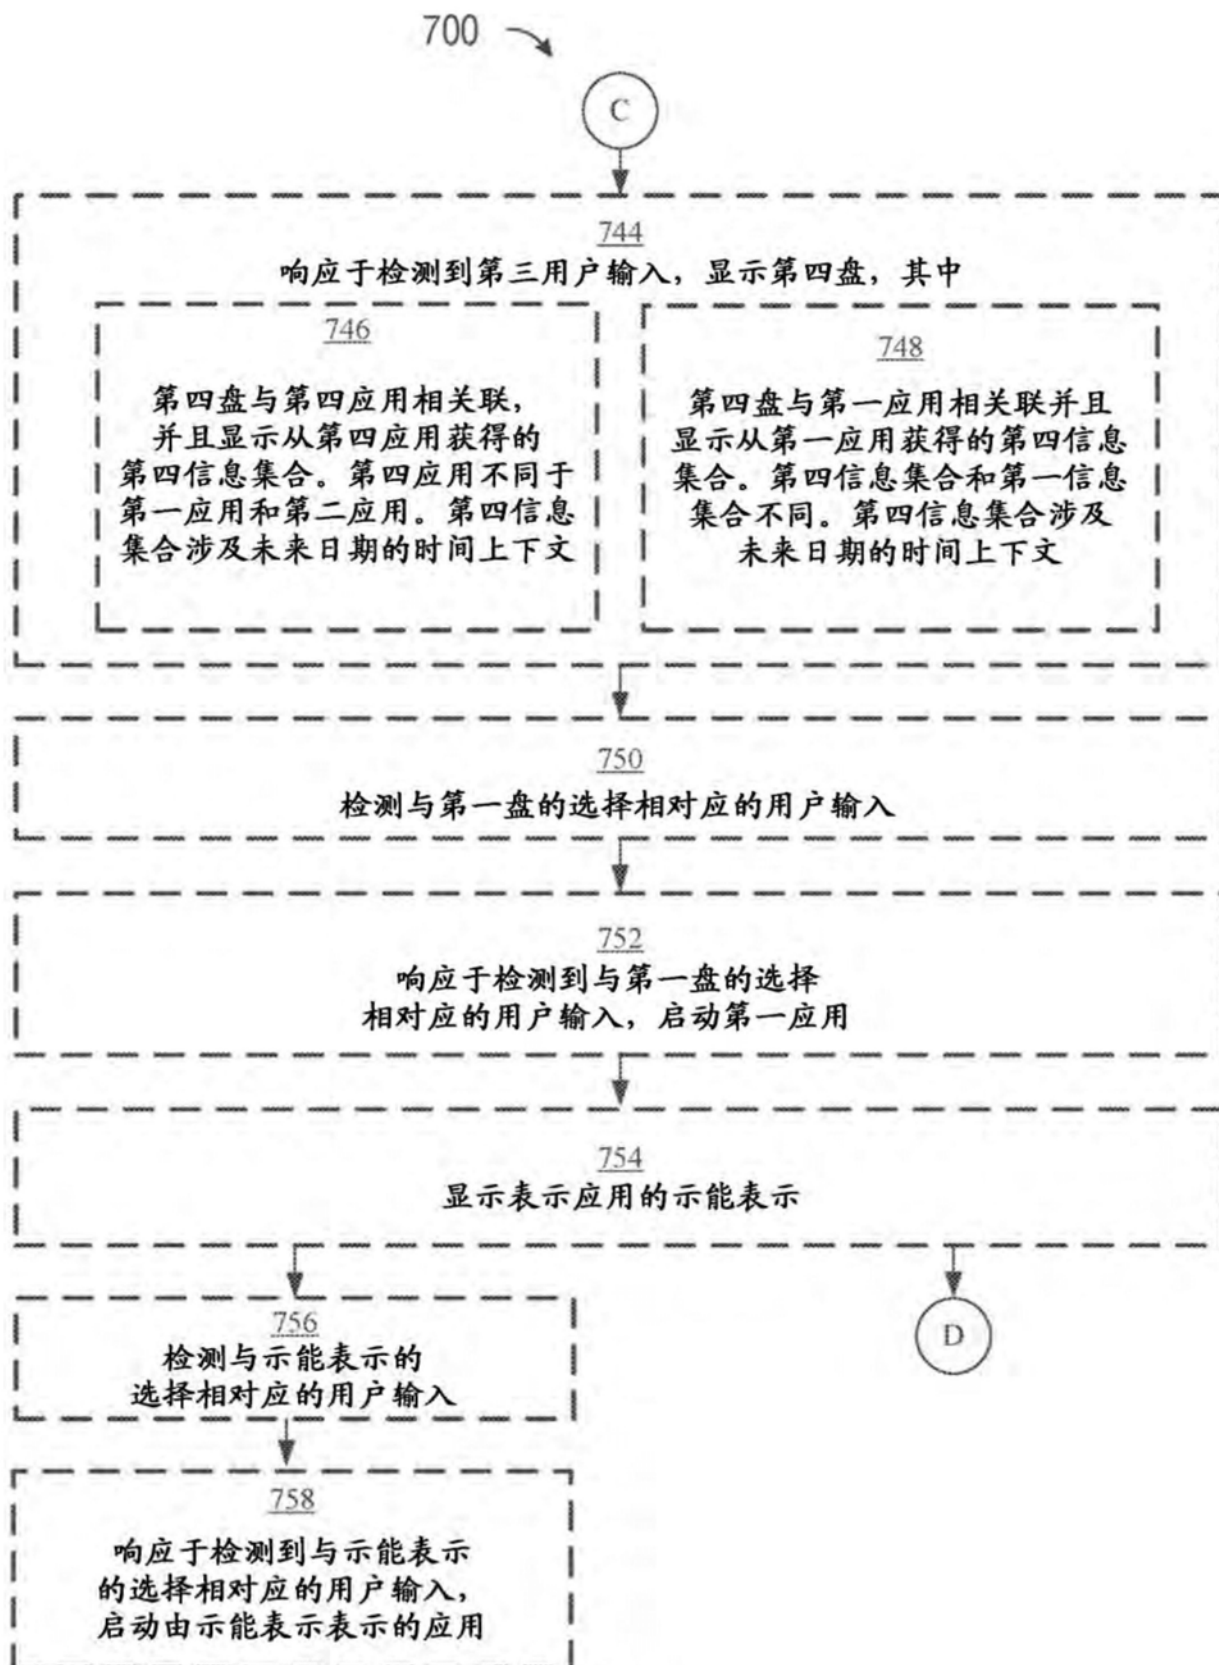 700
C
744
响应于检测到第三用户输入，显示第四盘，其中
746
第四盘与第四应用相关联，
并且显示从第四应用获得的
第四信息集合。第四应用不同于
第一应用和第二应用。第四信息
集合涉及未来日期的时间上下文
748
第四盘与第一应用相关联并且
显示从第一应用获得的第四信息
集合。第四信息集合和第一信息
集合不同。第四信息集合涉及
未来日期的时间上下文
750
检测与第一盘的选择相对应的用户输入
752
响应于检测到与第一盘的选择
相对应的用户输入，启动第一应用
754
显示表示应用的示能表示
756
检测与示能表示的
选择相对应的用户输入
D
758
响应于检测到与示能表示
的选择相对应的用户输入，
启动由示能表示表示的应用